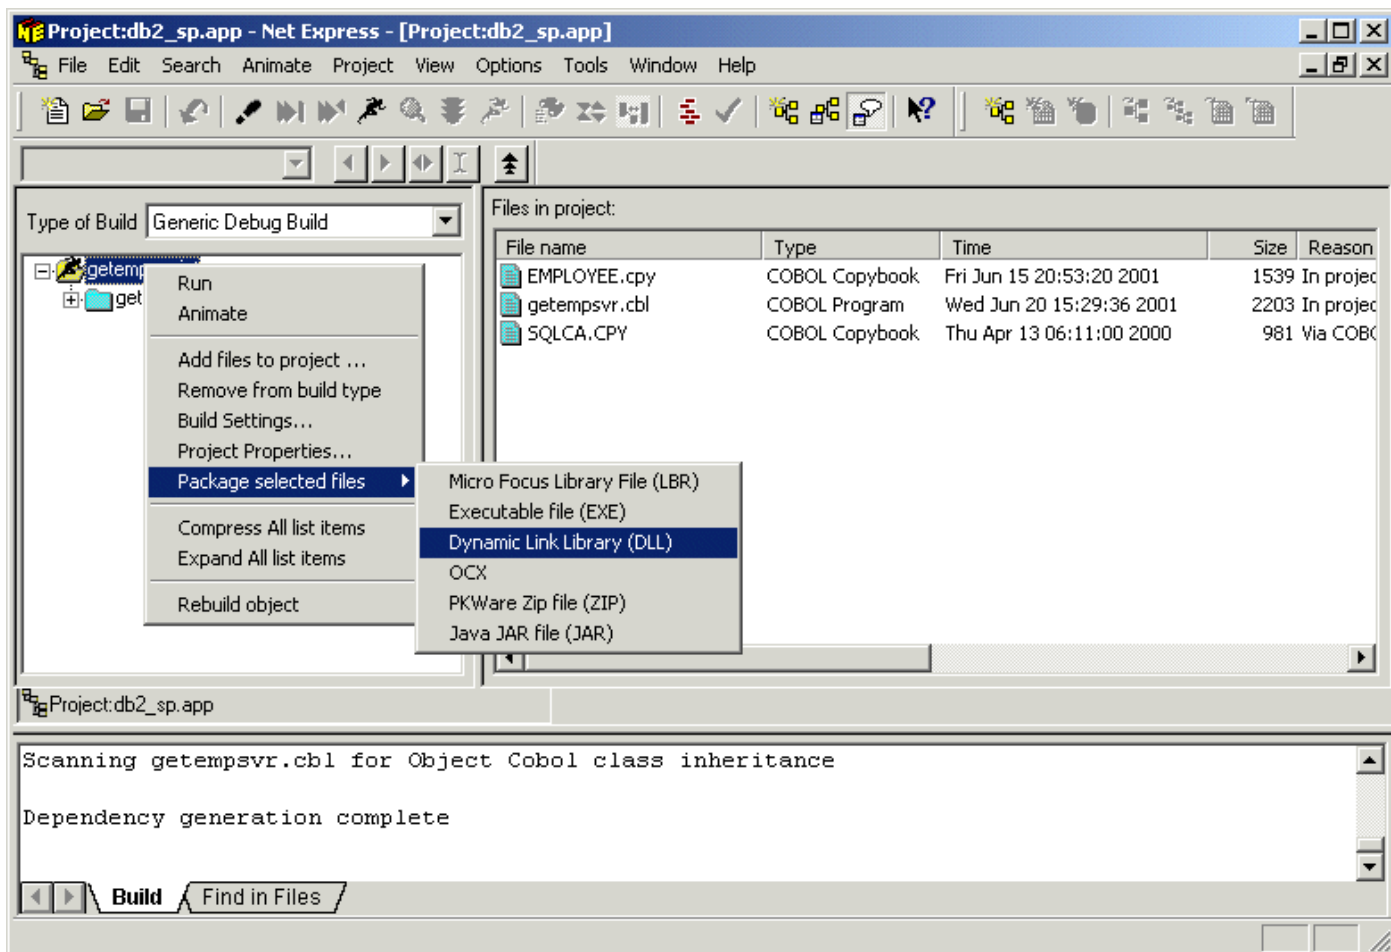 Project:db2_sp.app - Net Express - [Project:db2_sp.app]
File Edit Search Animate Project View Options Tools Window Help
Type of Build Generic Debug Build
Files in project:
File name Type Time Size Reason
EMPLOYEE.cpy COBOL Copybook Fri Jun 15 20:53:20 2001 1539 In projec
getempsvr.cbl COBOL Program Wed Jun 20 15:29:36 2001 2203 In projec
SQLCA.CPY COBOL Copybook Thu Apr 13 06:11:00 2000 981 Via COBO
getemp
get
Run
Animate
Add files to project ...
Remove from build type
Build Settings...
Project Properties...
Package selected files
Compress All list items
Expand All list items
Rebuild object
Micro Focus Library File (LBR)
Executable file (EXE)
Dynamic Link Library (DLL)
OCX
PKWare Zip file (ZIP)
Java JAR file (JAR)
Project:db2_sp.app
Scanning getempsvr.cbl for Object Cobol class inheritance
Dependency generation complete
Build Find in Files